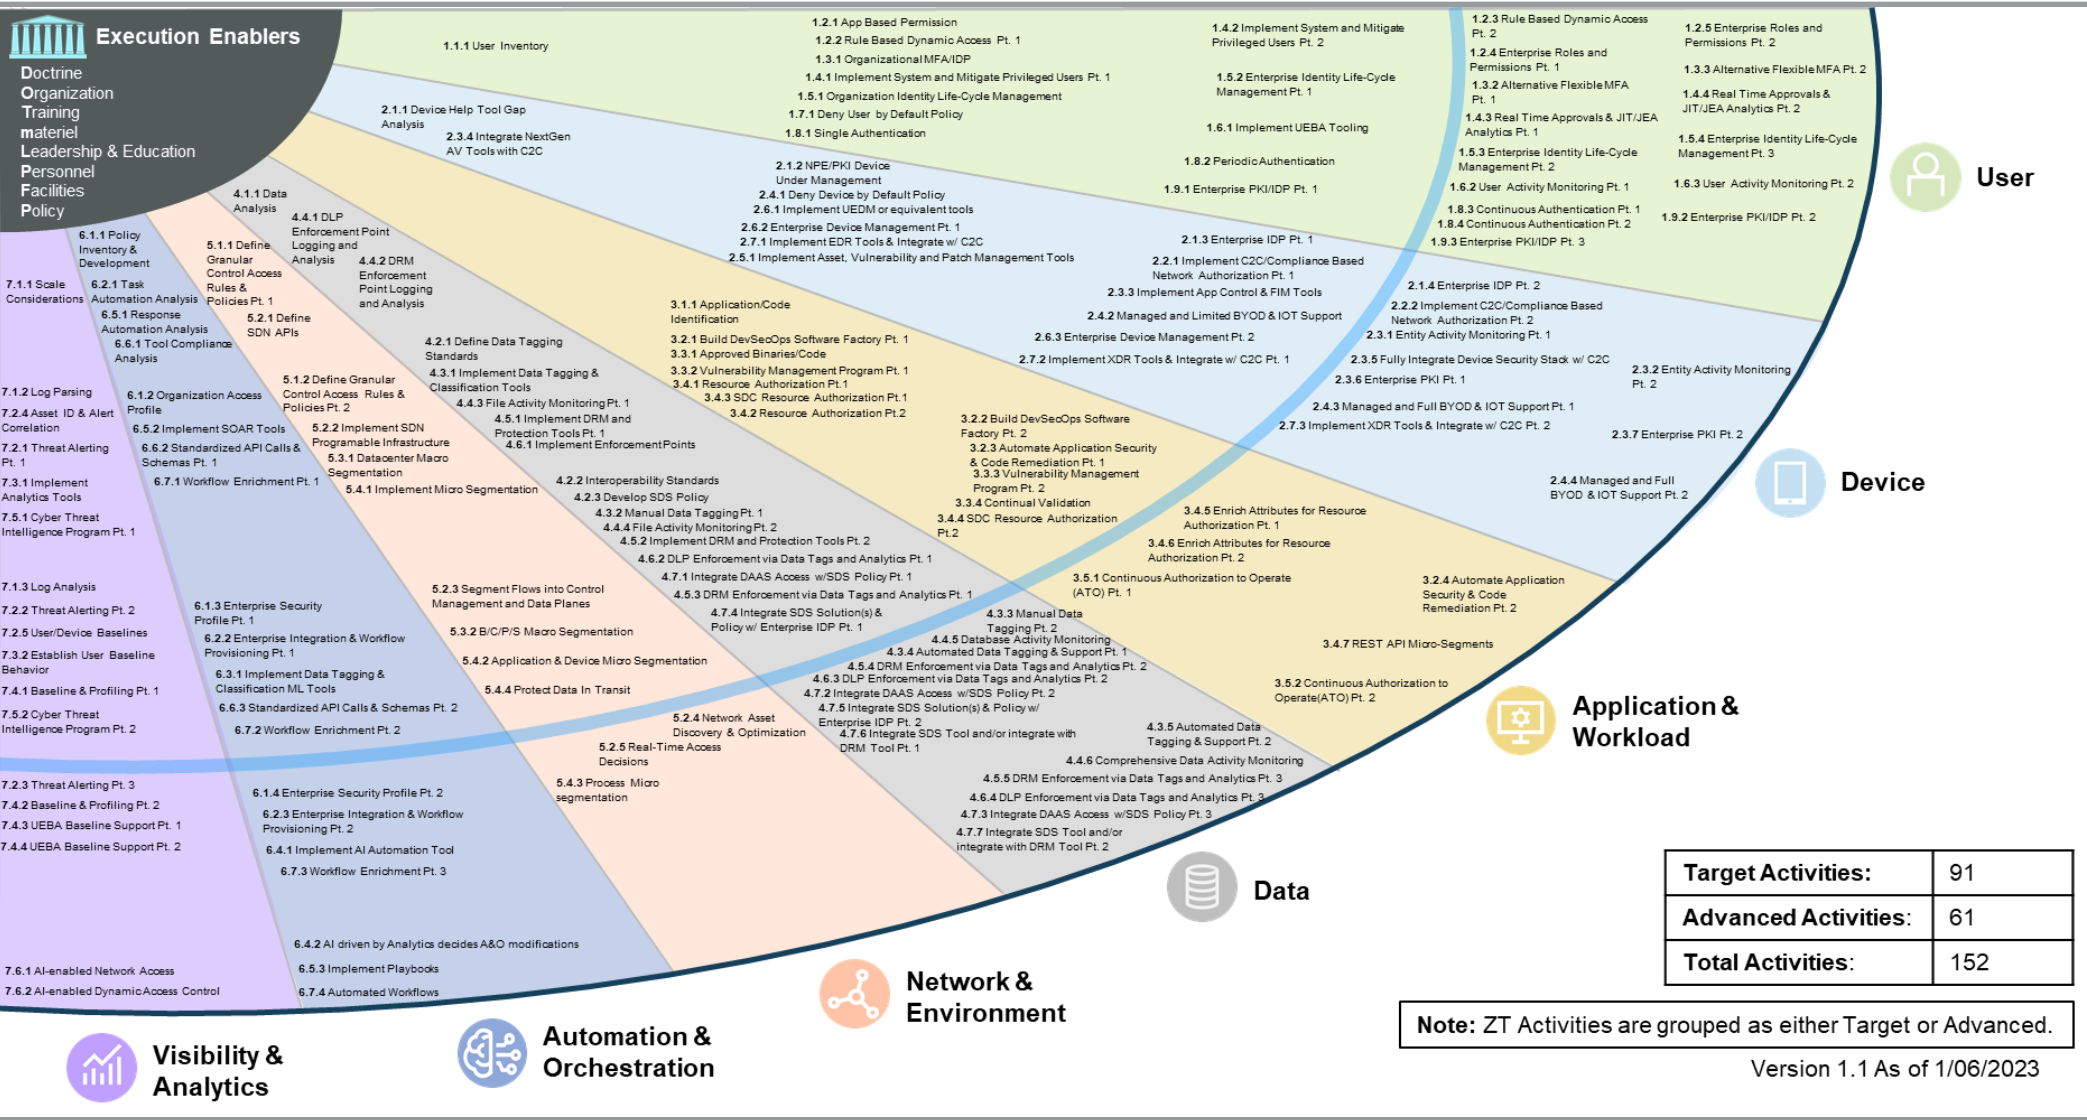 Execution Enablers
Doctrine
Organization
Training
materiel
Leadership & Education
Personnel
Facilities
Policy
1.1.1 User Inventory
1.2.1 App Based Permission
1.2.2 Rule Based Dynamic Access Pt. 1
1.3.1 Organizational MFA/IDP
1.4.1 Implement System and Mitigate Privileged Users Pt. 1
1.5.1 Organization Identity Life-Cycle Management
1.7.1 Deny User by Default Policy
1.8.1 Single Authentication
1.4.2 Implement System and Mitigate
Privileged Users Pt. 2
1.5.2 Enterprise Identity Life-Cycle
Management Pt. 1
1.6.1 Implement UEBA Tooling
1.8.2 Periodic Authentication
1.9.1 Enterprise PKI/IDP Pt. 1
1.2.3 Rule Based Dynamic Access
Pt. 2
1.2.4 Enterprise Roles and
Permissions Pt. 1
1.3.2 Alternative Flexible MFA
Pt. 1
1.4.3 Real Time Approvals & JIT/JEA
Analytics Pt. 1
1.5.3 Enterprise Identity Life-Cycle
Management Pt. 2
1.6.2 User Activity Monitoring Pt. 1
1.8.3 Continuous Authentication Pt. 1
1.8.4 Continuous Authentication Pt. 2
1.9.3 Enterprise PKI/IDP Pt. 3
1.2.5 Enterprise Roles and
Permissions Pt. 2
1.3.3 Alternative Flexible MFA Pt. 2
1.4.4 Real Time Approvals &
JIT/JEA Analytics Pt. 2
1.5.4 Enterprise Identity Life-Cycle
Management Pt. 3
1.6.3 User Activity Monitoring Pt. 2
1.9.2 Enterprise PKI/IDP Pt. 2
User
2.1.1 Device Help Tool Gap
Analysis
2.3.4 Integrate NextGen
AV Tools with C2C
2.1.2 NPE/PKI Device
Under Management
2.4.1 Deny Device by Default Policy
2.6.1 Implement UEDM or equivalent tools
2.6.2 Enterprise Device Management Pt. 1
2.7.1 Implement EDR Tools & Integrate w/ C2C
2.5.1 Implement Asset, Vulnerability and Patch Management Tools
2.1.3 Enterprise IDP Pt. 1
2.2.1 Implement C2C/Compliance Based
Network Authorization Pt. 1
2.3.3 Implement App Control & FIM Tools
2.4.2 Managed and Limited BYOD & IOT Support
2.6.3 Enterprise Device Management Pt. 2
2.7.2 Implement XDR Tools & Integrate w/ C2C Pt. 1
2.1.4 Enterprise IDP Pt. 2
2.2.2 Implement C2C/Compliance Based
Network Authorization Pt. 2
2.3.1 Entity Activity Monitoring Pt. 1
2.3.5 Fully Integrate Device Security Stack w/ C2C
2.3.6 Enterprise PKI Pt. 1
2.4.3 Managed and Full BYOD & IOT Support Pt. 1
2.7.3 Implement XDR Tools & Integrate w/ C2C Pt. 2
2.3.2 Entity Activity Monitoring
Pt. 2
2.3.7 Enterprise PKI Pt. 2
2.4.4 Managed and Full
BYOD & IOT Support Pt. 2
Device
3.1.1 Application/Code
Identification
3.2.1 Build DevSecOps Software Factory Pt. 1
3.3.1 Approved Binaries/Code
3.3.2 Vulnerability Management Program Pt. 1
3.4.1 Resource Authorization Pt.1
3.4.3 SDC Resource Authorization Pt.1
3.4.2 Resource Authorization Pt.2
3.2.2 Build DevSecOps Software
Factory Pt. 2
3.2.3 Automate Application Security
& Code Remediation Pt. 1
3.3.3 Vulnerability Management
Program Pt. 2
3.3.4 Continual Validation
3.4.4 SDC Resource Authorization
Pt.2
3.4.5 Enrich Attributes for Resource
Authorization Pt. 1
3.4.6 Enrich Attributes for Resource
Authorization Pt. 2
3.5.1 Continuous Authorization to Operate
(ATO) Pt. 1
3.2.4 Automate Application
Security & Code
Remediation Pt. 2
3.4.7 REST API Micro-Segments
3.5.2 Continuous Authorization to
Operate(ATO) Pt. 2
Application &
Workload
4.1.1 Data
Analysis
4.4.1 DLP
Enforcement Point
Logging and
Analysis
4.4.2 DRM
Enforcement
Point Logging
and Analysis
4.2.1 Define Data Tagging
Standards
4.3.1 Implement Data Tagging &
Classification Tools
4.4.3 File Activity Monitoring Pt. 1
4.5.1 Implement DRM and
Protection Tools Pt. 1
4.6.1 Implement Enforcement Points
4.2.2 Interoperability Standards
4.2.3 Develop SDS Policy
4.3.2 Manual Data Tagging Pt. 1
4.4.4 File Activity Monitoring Pt. 2
4.5.2 Implement DRM and Protection Tools Pt. 2
4.6.2 DLP Enforcement via Data Tags and Analytics Pt. 1
4.7.1 Integrate DAAS Access w/SDS Policy Pt. 1
4.5.3 DRM Enforcement via Data Tags and Analytics Pt. 1
4.7.4 Integrate SDS Solution(s) &
Policy w/ Enterprise IDP Pt. 1
4.3.3 Manual Data
Tagging Pt. 2
4.4.5 Database Activity Monitoring
4.3.4 Automated Data Tagging & Support Pt. 1
4.5.4 DRM Enforcement via Data Tags and Analytics Pt. 2
4.6.3 DLP Enforcement via Data Tags and Analytics Pt. 2
4.7.2 Integrate DAAS Access w/SDS Policy Pt. 2
4.7.5 Integrate SDS Solution(s) & Policy w/
Enterprise IDP Pt. 2
4.7.6 Integrate SDS Tool and/or integrate with
DRM Tool Pt. 1
4.3.5 Automated Data
Tagging & Support Pt. 2
4.4.6 Comprehensive Data Activity Monitoring
4.5.5 DRM Enforcement via Data Tags and Analytics Pt. 3
4.6.4 DLP Enforcement via Data Tags and Analytics Pt. 3
4.7.3 Integrate DAAS Access w/SDS Policy Pt. 3
4.7.7 Integrate SDS Tool and/or
integrate with DRM Tool Pt. 2
Data
5.1.1 Define
Granular
Control Access
Rules &
Policies Pt. 1
5.2.1 Define
SDN APIs
5.1.2 Define Granular
Control Access Rules &
Policies Pt. 2
5.2.2 Implement SDN
Programable Infrastructure
5.3.1 Datacenter Macro
Segmentation
5.4.1 Implement Micro Segmentation
5.2.3 Segment Flows into Control
Management and Data Planes
5.3.2 B/C/P/S Macro Segmentation
5.4.2 Application & Device Micro Segmentation
5.4.4 Protect Data In Transit
5.2.4 Network Asset
Discovery & Optimization
5.2.5 Real-Time Access
Decisions
5.4.3 Process Micro
segmentation
Network &
Environment
6.1.1 Policy
Inventory &
Development
6.2.1 Task
Automation Analysis
6.5.1 Response
Automation Analysis
6.6.1 Tool Compliance
Analysis
6.1.2 Organization Access
Profile
6.5.2 Implement SOAR Tools
6.6.2 Standardized API Calls &
Schemas Pt. 1
6.7.1 Workflow Enrichment Pt. 1
6.1.3 Enterprise Security
Profile Pt. 1
6.2.2 Enterprise Integration & Workflow
Provisioning Pt. 1
6.3.1 Implement Data Tagging &
Classification ML Tools
6.6.3 Standardized API Calls & Schemas Pt. 2
6.7.2 Workflow Enrichment Pt. 2
6.1.4 Enterprise Security Profile Pt. 2
6.2.3 Enterprise Integration & Workflow
Provisioning Pt. 2
6.4.1 Implement AI Automation Tool
6.7.3 Workflow Enrichment Pt. 3
6.4.2 AI driven by Analytics decides A&O modifications
6.5.3 Implement Playbooks
6.7.4 Automated Workflows
Automation &
Orchestration
7.1.1 Scale
Considerations
7.1.2 Log Parsing
7.2.4 Asset ID & Alert
Correlation
7.2.1 Threat Alerting
Pt. 1
7.3.1 Implement
Analytics Tools
7.5.1 Cyber Threat
Intelligence Program Pt. 1
7.1.3 Log Analysis
7.2.2 Threat Alerting Pt. 2
7.2.5 User/Device Baselines
7.3.2 Establish User Baseline
Behavior
7.4.1 Baseline & Profiling Pt. 1
7.5.2 Cyber Threat
Intelligence Program Pt. 2
7.2.3 Threat Alerting Pt. 3
7.4.2 Baseline & Profiling Pt. 2
7.4.3 UEBA Baseline Support Pt. 1
7.4.4 UEBA Baseline Support Pt. 2
7.6.1 AI-enabled Network Access
7.6.2 AI-enabled Dynamic Access Control
Visibility &
Analytics
Target Activities: 91
Advanced Activities: 61
Total Activities: 152
Note: ZT Activities are grouped as either Target or Advanced.
Version 1.1 As of 1/06/2023